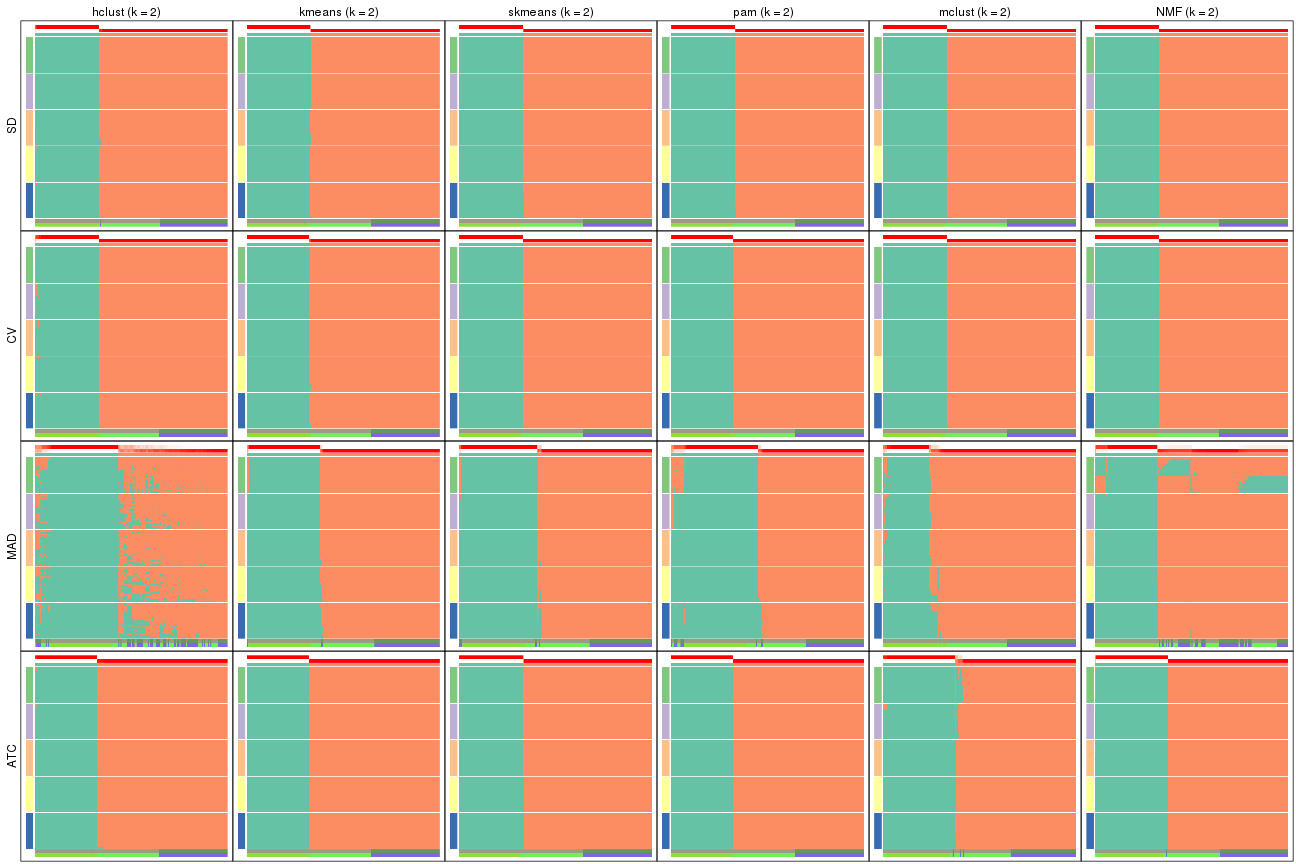 hclust (k = 2)
kmeans (k = 2)
skmeans (k = 2)
pam (k = 2)
mclust (k = 2)
NMF (k = 2)
SD
CV
MAD
ATC